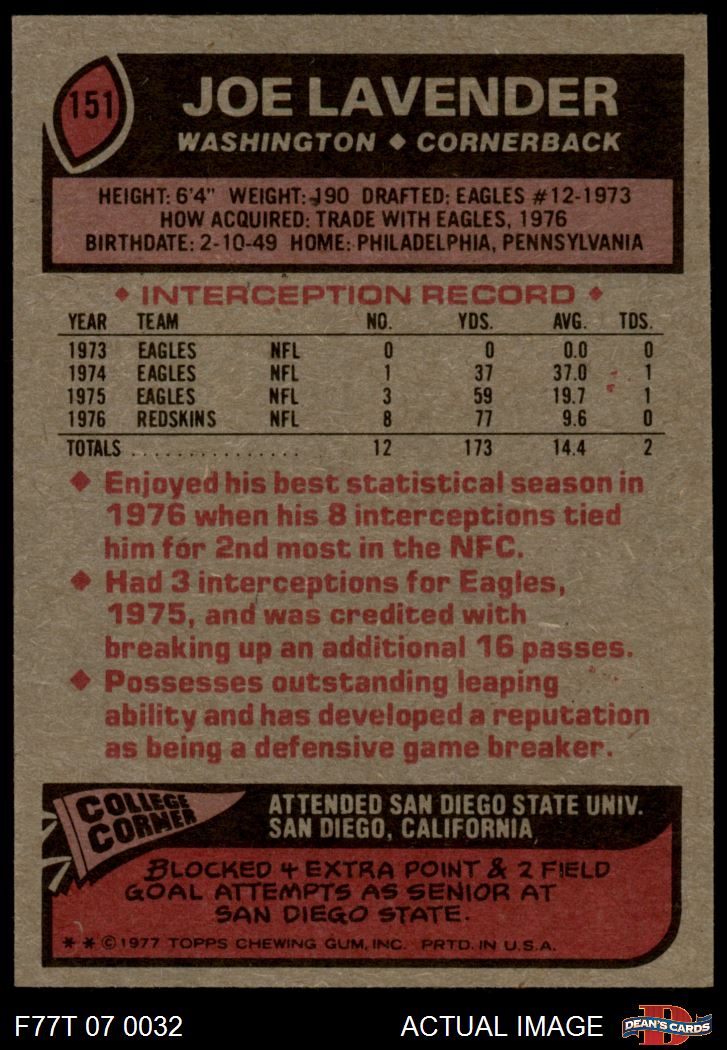 151
JOE LAVENDER
WASHINGTON ◆ CORNERBACK
HEIGHT: 6'4" WEIGHT: 190 DRAFTED: EAGLES #12-1973
HOW ACQUIRED: TRADE WITH EAGLES, 1976
BIRTHDATE: 2-10-49 HOME: PHILADELPHIA, PENNSYLVANIA
◆ INTERCEPTION RECORD ◆
YEAR TEAM NO. YDS. AVG. TDS.
1973 EAGLES NFL 0 0 0.0 0
1974 EAGLES NFL 1 37 37.0 1
1975 EAGLES NFL 3 59 19.7 1
1976 REDSKINS NFL 8 77 9.6 0
TOTALS ................ 12 173 14.4 2
◆ Enjoyed his best statistical season in
1976 when his 8 interceptions tied
him for 2nd most in the NFC.
◆ Had 3 interceptions for Eagles,
1975, and was credited with
breaking up an additional 16 passes.
◆ Possesses outstanding leaping
ability and has developed a reputation
as being a defensive game breaker.
COLLEGE
CORNER
ATTENDED SAN DIEGO STATE UNIV.
SAN DIEGO, CALIFORNIA
BLOCKED 4 EXTRA POINT & 2 FIELD
GOAL ATTEMPTS AS SENIOR AT
SAN DIEGO STATE.
* * © 1977 TOPPS CHEWING GUM, INC. PRTD. IN U.S.A.
F77T 07 0032
ACTUAL IMAGE
D
DEAN'S CARDS